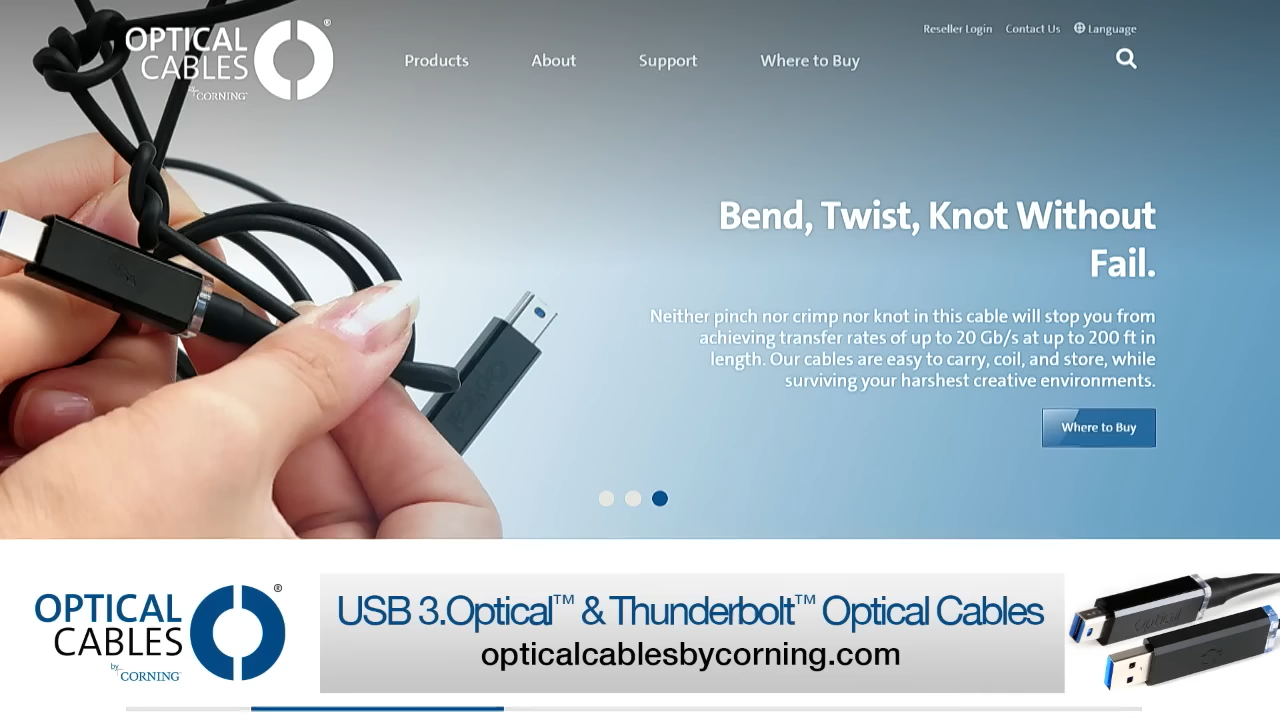 OPTICAL
CABLES
by CORNING
®
Products About Support Where to Buy
Reseller Login Contact Us Language
Bend, Twist, Knot Without
Fail.
Neither pinch nor crimp nor knot in this cable will stop you from
achieving transfer rates of up to 20 Gb/s at up to 200 ft in
length. Our cables are easy to carry, coil, and store, while
surviving your harshest creative environments.
Where to Buy
OPTICAL
CABLES
by CORNING
®
USB 3.Optical™ & Thunderbolt™ Optical Cables
opticalcablesbycorning.com